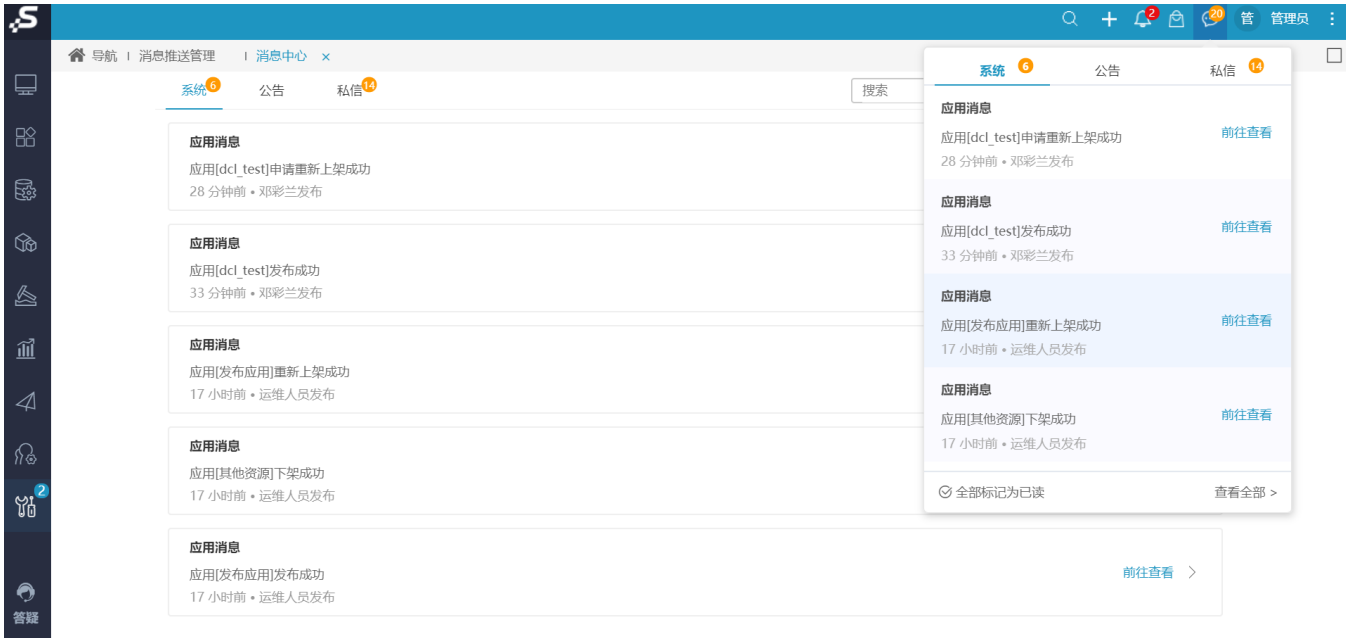 2
20
管
管理员
导航
消息推送管理
消息中心
系统 6
公告
私信 14
搜索
应用消息
应用[dcl_test]申请重新上架成功
28 分钟前 • 邓彩兰发布
应用消息
应用[dcl_test]发布成功
33 分钟前 • 邓彩兰发布
应用消息
应用[发布应用]重新上架成功
17 小时前 • 运维人员发布
应用消息
应用[其他资源]下架成功
17 小时前 • 运维人员发布
应用消息
应用[发布应用]发布成功
17 小时前 • 运维人员发布
前往查看
系统 6
公告
私信 14
应用消息
应用[dcl_test]申请重新上架成功
28 分钟前 • 邓彩兰发布
前往查看
应用消息
应用[dcl_test]发布成功
33 分钟前 • 邓彩兰发布
前往查看
应用消息
应用[发布应用]重新上架成功
17 小时前 • 运维人员发布
前往查看
应用消息
应用[其他资源]下架成功
17 小时前 • 运维人员发布
前往查看
全部标记为已读
查看全部 >
2
答疑